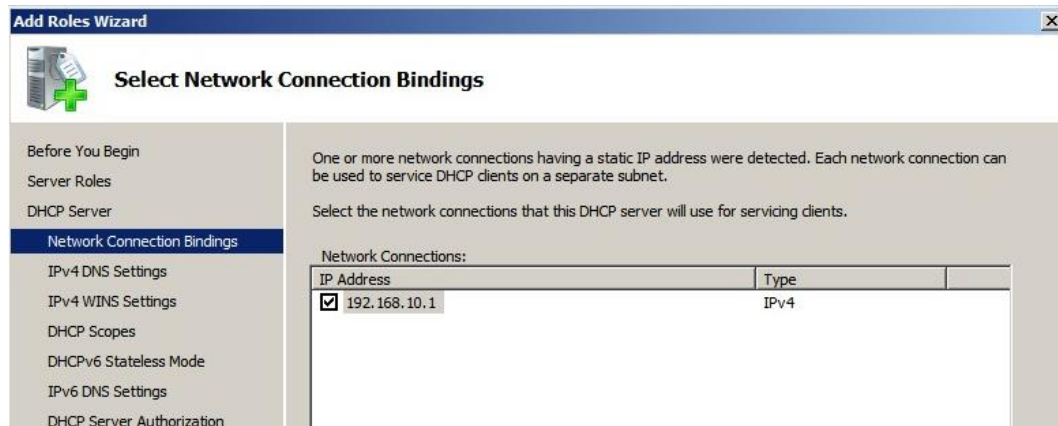 Add Roles Wizard
Select Network Connection Bindings
Before You Begin
Server Roles
DHCP Server
Network Connection Bindings
IPv4 DNS Settings
IPv4 WINS Settings
DHCP Scopes
DHCPv6 Stateless Mode
IPv6 DNS Settings
DHCP Server Authorization
One or more network connections having a static IP address were detected. Each network connection can
be used to service DHCP clients on a separate subnet.
Select the network connections that this DHCP server will use for servicing clients.
Network Connections:
IP Address Type
192.168.10.1 IPv4